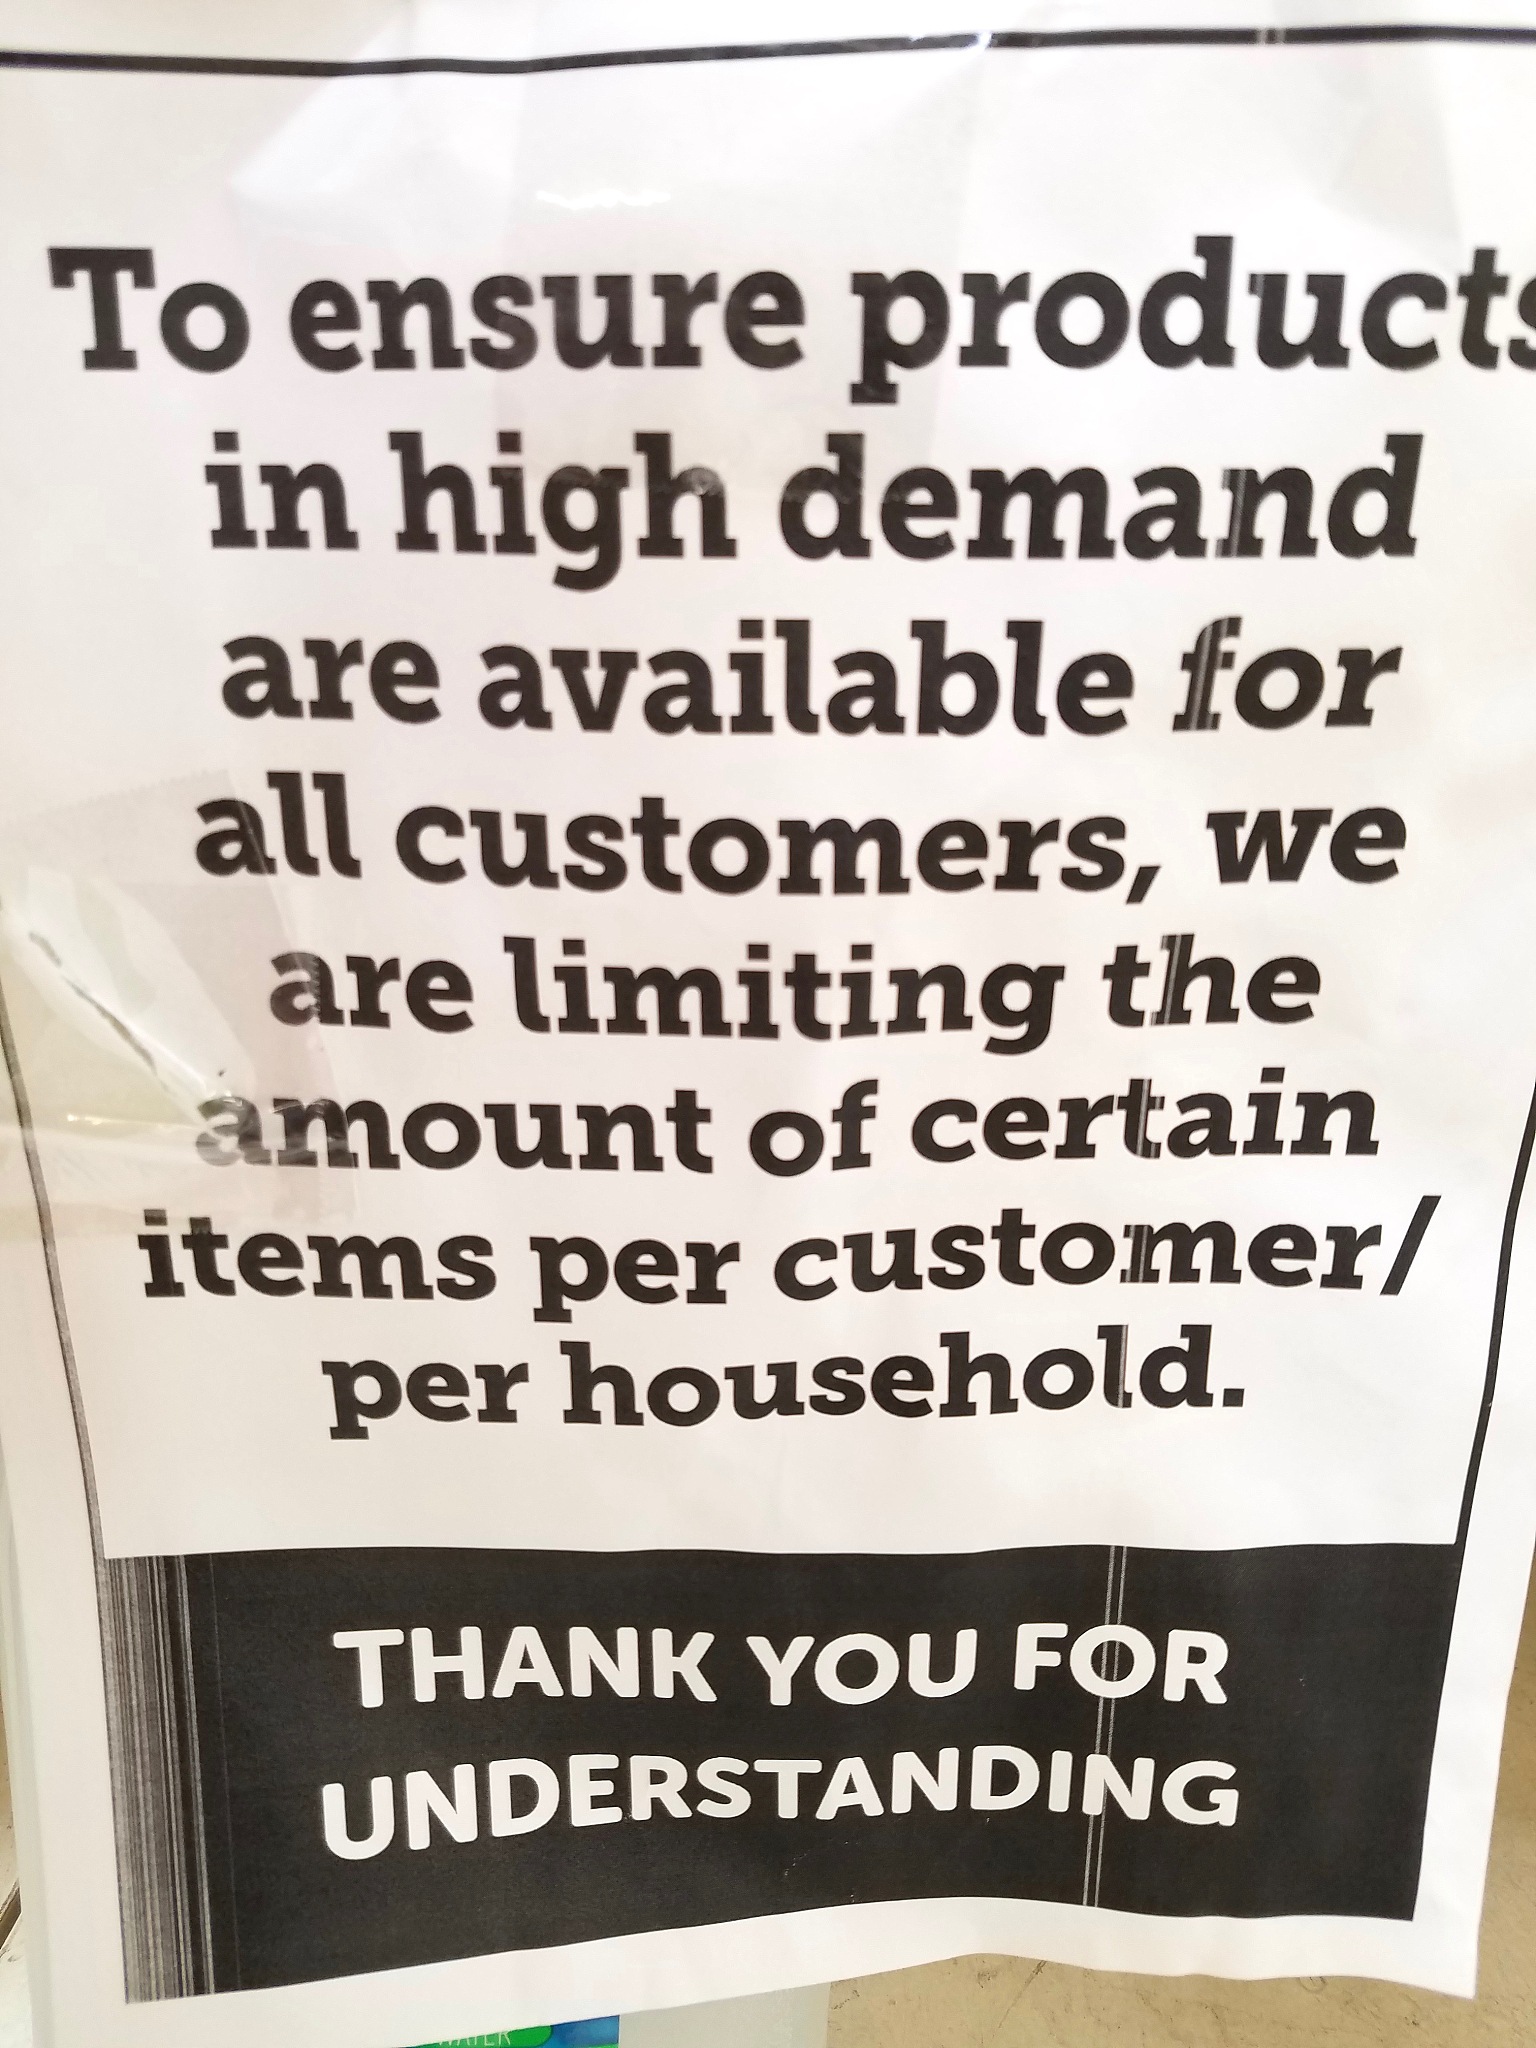 To ensure products
in high demand
are available for
all customers, we
are limiting the
amount of certain
items per customer/
per household.
THANK YOU FOR
UNDERSTANDING
WATER